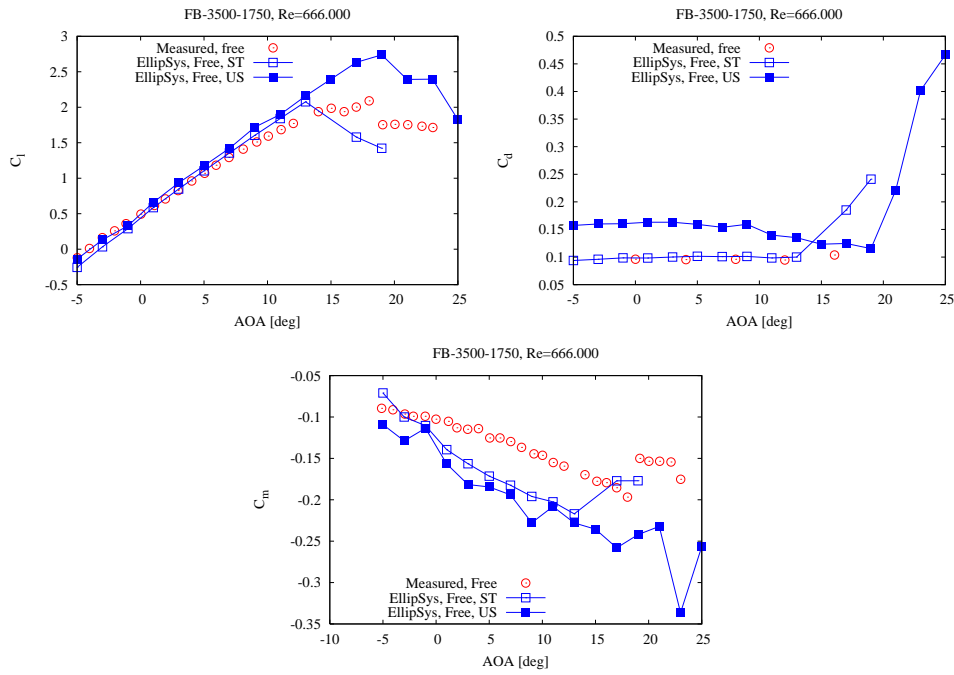 FB-3500-1750, Re=666.000
Measured, free
EllipSys, Free, ST
EllipSys, Free, US
3
2.5
2
1.5
1
0.5
0
-0.5
C_l
-5 0 5 10 15 20 25
AOA [deg]
FB-3500-1750, Re=666.000
Measured, free
EllipSys, Free, ST
EllipSys, Free, US
0.5
0.45
0.4
0.35
0.3
0.25
0.2
0.15
0.1
0.05
C_d
-5 0 5 10 15 20 25
AOA [deg]
FB-3500-1750, Re=666.000
-0.05
-0.1
-0.15
-0.2
-0.25
-0.3
-0.35
C_m
Measured, Free
EllipSys, Free, ST
EllipSys, Free, US
-10 -5 0 5 10 15 20 25
AOA [deg]